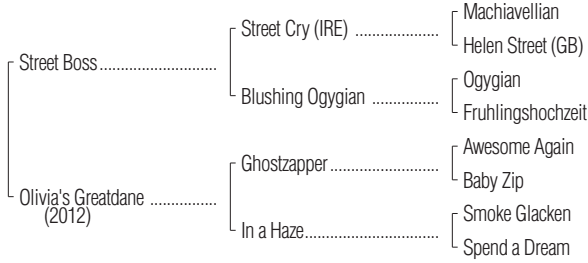 Machiavellian
Street Cry (IRE) ..................
Helen Street (GB)
Street Boss.........................
Ogygian
Blushing Ogygian ..............
Fruhlingshochzeit
Awesome Again
Ghostzapper.......................
Baby Zip
Olivia's Greatdane ..............
(2012)
Smoke Glacken
In a Haze............................
Spend a Dream